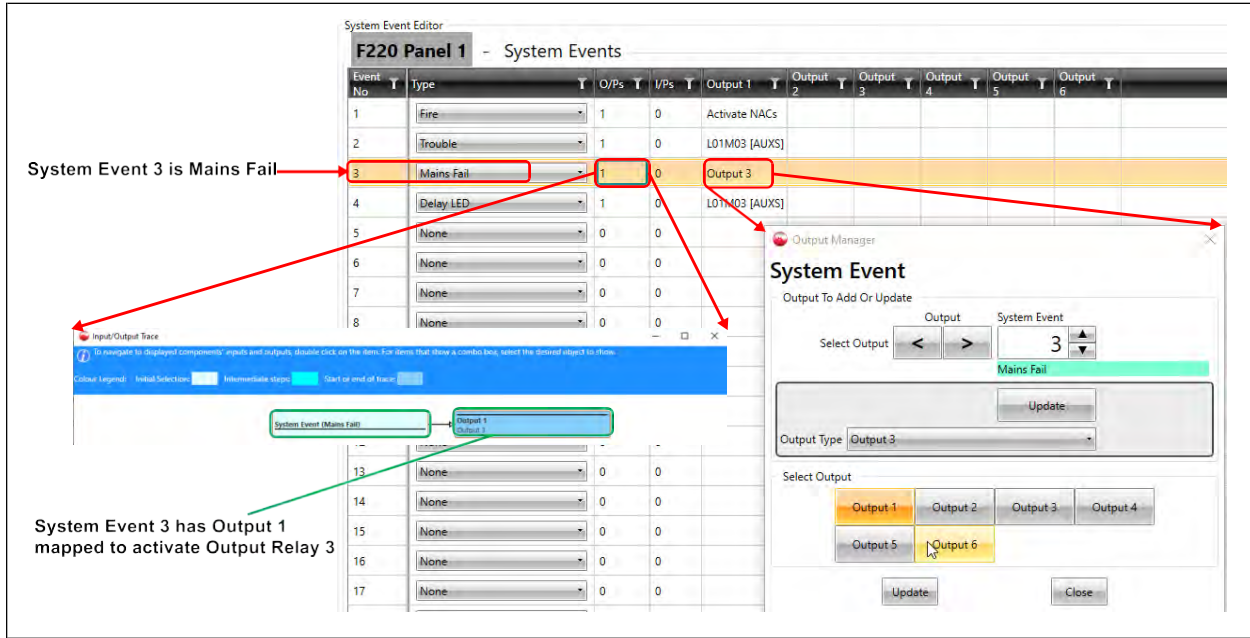 System Event Editor
F220 Panel 1 - System Events
Event No Type O/Ps I/Ps Output 1 Output 2 Output 3 Output 4 Output 5 Output 6
1 Fire 1 0 Activate NACs
2 Trouble 1 0 L01M03 [AUXS]
System Event 3 is Mains Fail
3 Mains Fail 1 0 Output 3
4 Delay LED 1 0 L01M03 [AUXS]
5 None 0 0
6 None 0 0
7 None 0 0
8 None 0 0
Input/Output Trace
To navigate to displayed components' inputs and outputs, double click on the item. For items that show a combo box, select the desired object to show.
Colour Legend: Initial Selection: Intermediate steps: Start or end of trace:
System Event (Mains Fail)
Output 1
Output 3
13 None 0 0
14 None 0 0
15 None 0 0
16 None 0 0
17 None 0 0
System Event 3 has Output 1
mapped to activate Output Relay 3
Output Manager
System Event
Output To Add Or Update
Output System Event
Select Output < > 3
Mains Fail
Update
Output Type Output 3
Select Output
Output 1 Output 2 Output 3 Output 4
Output 5 Output 6
Update Close